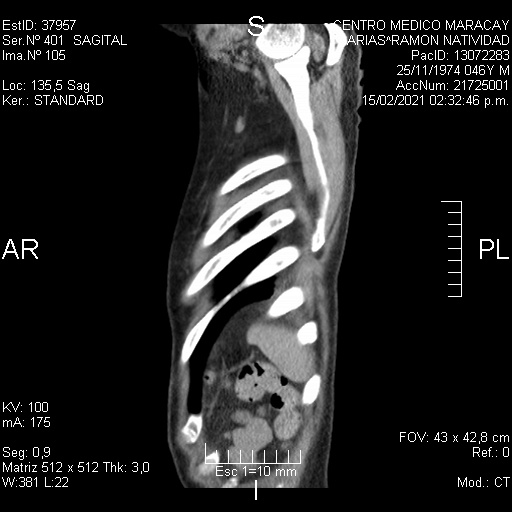 EstID: 37957
Ser.Nº 401 SAGITAL
Ima.Nº 105
Loc: 135,5 Sag
Ker.: STANDARD
S
CENTRO MEDICO MARACAY
ARIAS^RAMON NATIVIDAD
PacID: 13072283
25/11/1974 046Y M
AccNum: 21725001
15/02/2021 02:32:46 p.m.
AR
PL
KV: 100
mA: 175
Seg: 0,9
Matriz 512 x 512 Thk: 3,0
W:381 L:22
Esc 1=10 mm
I
FOV: 43 x 42,8 cm
Ref.: 0
Mod.: CT